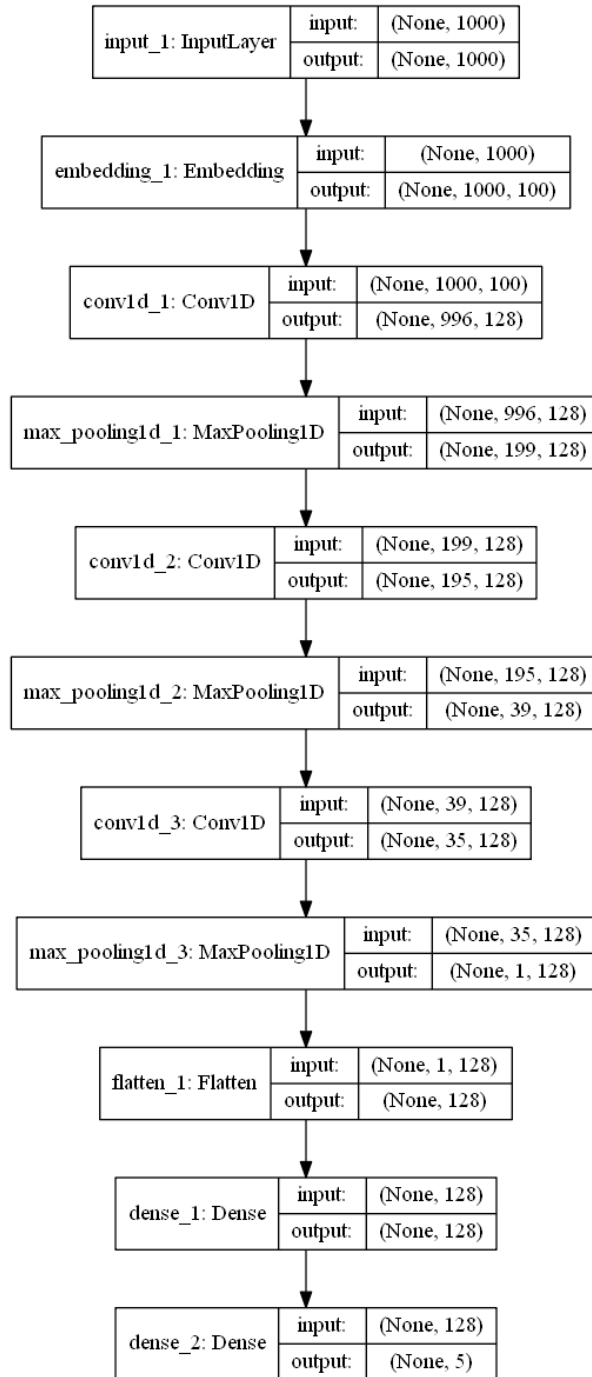 input_1: InputLayer
input: (None, 1000)
output: (None, 1000)
embedding_1: Embedding
input: (None, 1000)
output: (None, 1000, 100)
conv1d_1: Conv1D
input: (None, 1000, 100)
output: (None, 996, 128)
max_pooling1d_1: MaxPooling1D
input: (None, 996, 128)
output: (None, 199, 128)
conv1d_2: Conv1D
input: (None, 199, 128)
output: (None, 195, 128)
max_pooling1d_2: MaxPooling1D
input: (None, 195, 128)
output: (None, 39, 128)
conv1d_3: Conv1D
input: (None, 39, 128)
output: (None, 35, 128)
max_pooling1d_3: MaxPooling1D
input: (None, 35, 128)
output: (None, 1, 128)
flatten_1: Flatten
input: (None, 1, 128)
output: (None, 128)
dense_1: Dense
input: (None, 128)
output: (None, 128)
dense_2: Dense
input: (None, 128)
output: (None, 5)